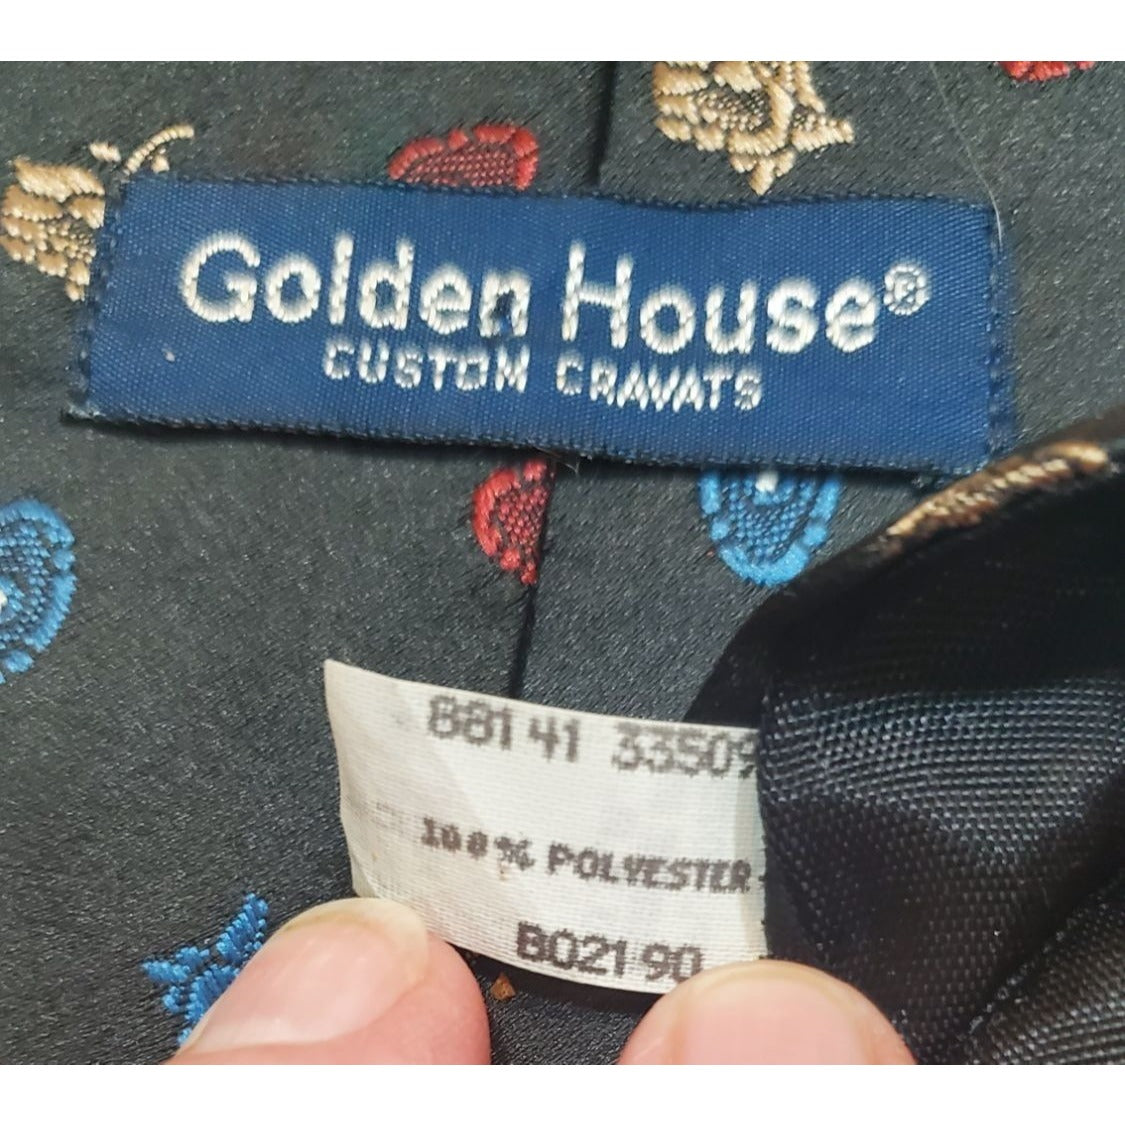 Golden House®
CUSTOM CRAVATS
88141 33509
100% POLYESTER
B02190